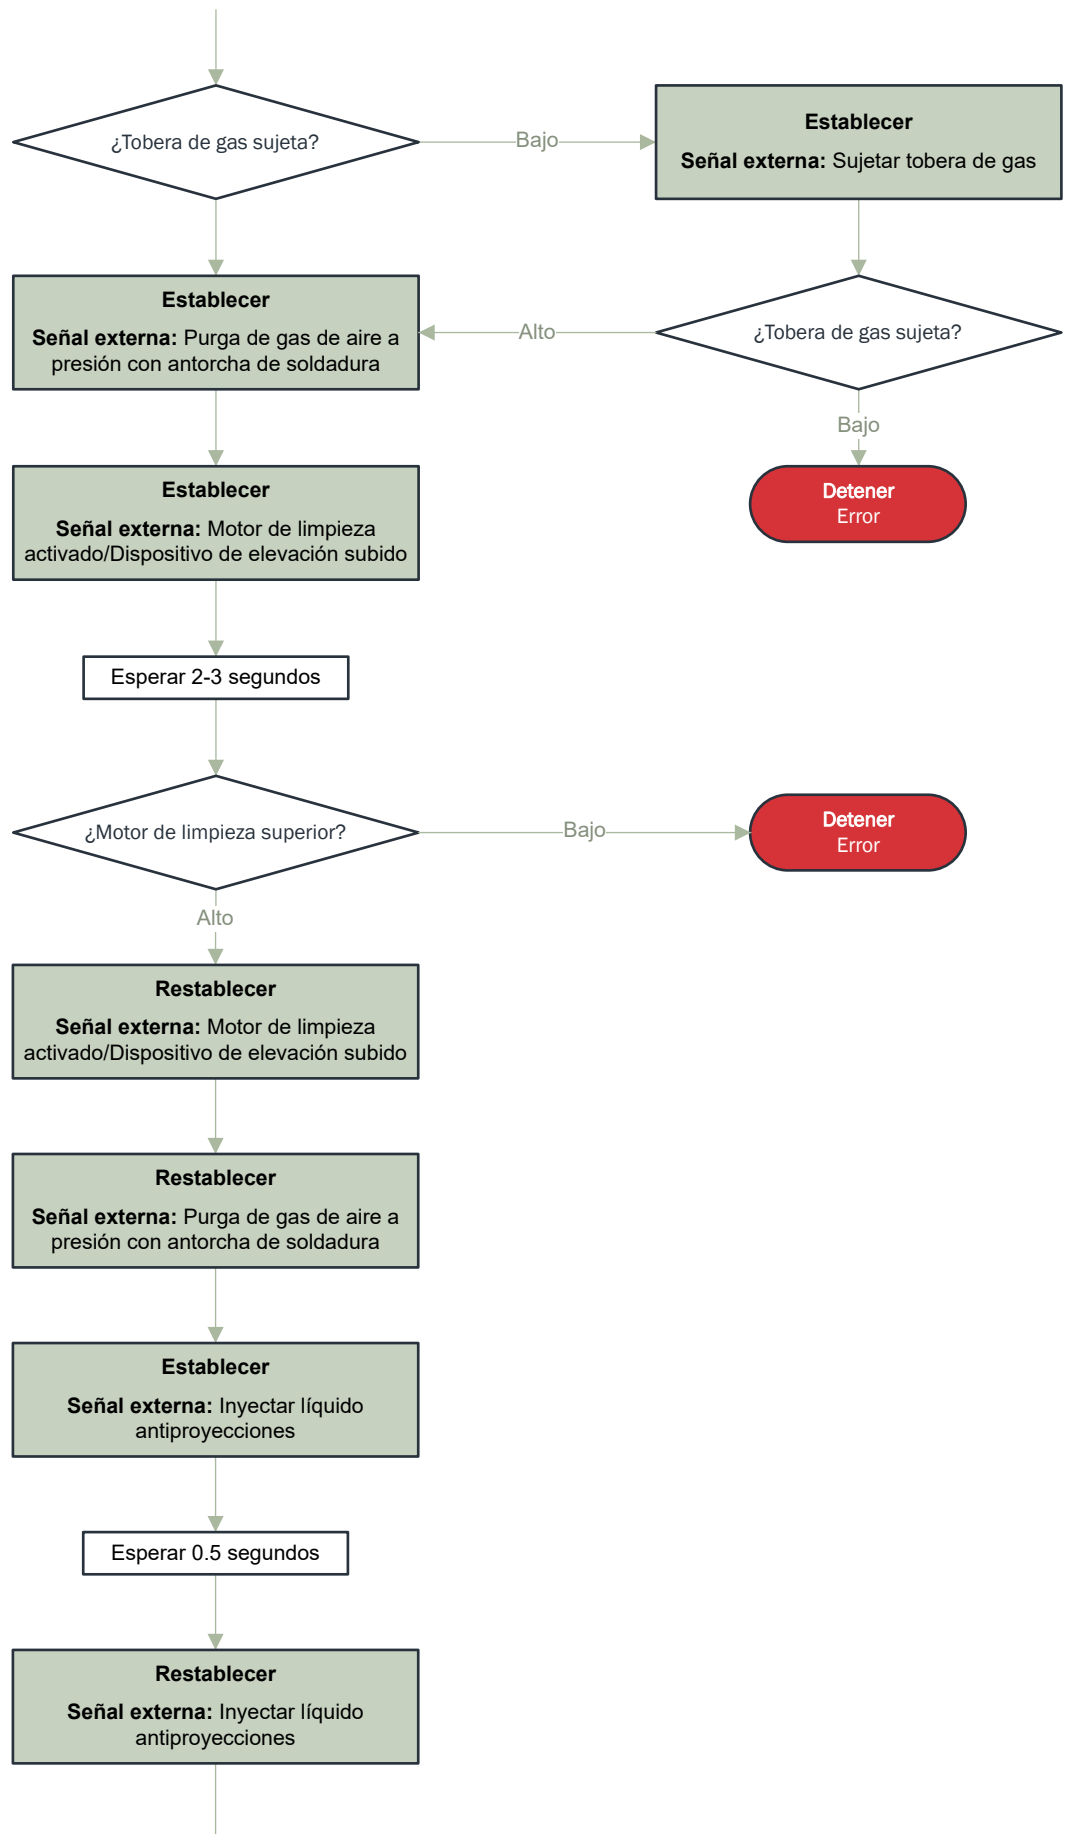 ¿Tobera de gas sujeta?
Bajo
Establecer
Señal externa: Sujetar tobera de gas
Establecer
Señal externa: Purga de gas de aire a
presión con antorcha de soldadura
Alto
¿Tobera de gas sujeta?
Bajo
Detener
Error
Establecer
Señal externa: Motor de limpieza
activado/Dispositivo de elevación subido
Esperar 2-3 segundos
¿Motor de limpieza superior?
Bajo
Detener
Error
Alto
Restablecer
Señal externa: Motor de limpieza
activado/Dispositivo de elevación subido
Restablecer
Señal externa: Purga de gas de aire a
presión con antorcha de soldadura
Establecer
Señal externa: Inyectar líquido
antiproyecciones
Esperar 0.5 segundos
Restablecer
Señal externa: Inyectar líquido
antiproyecciones